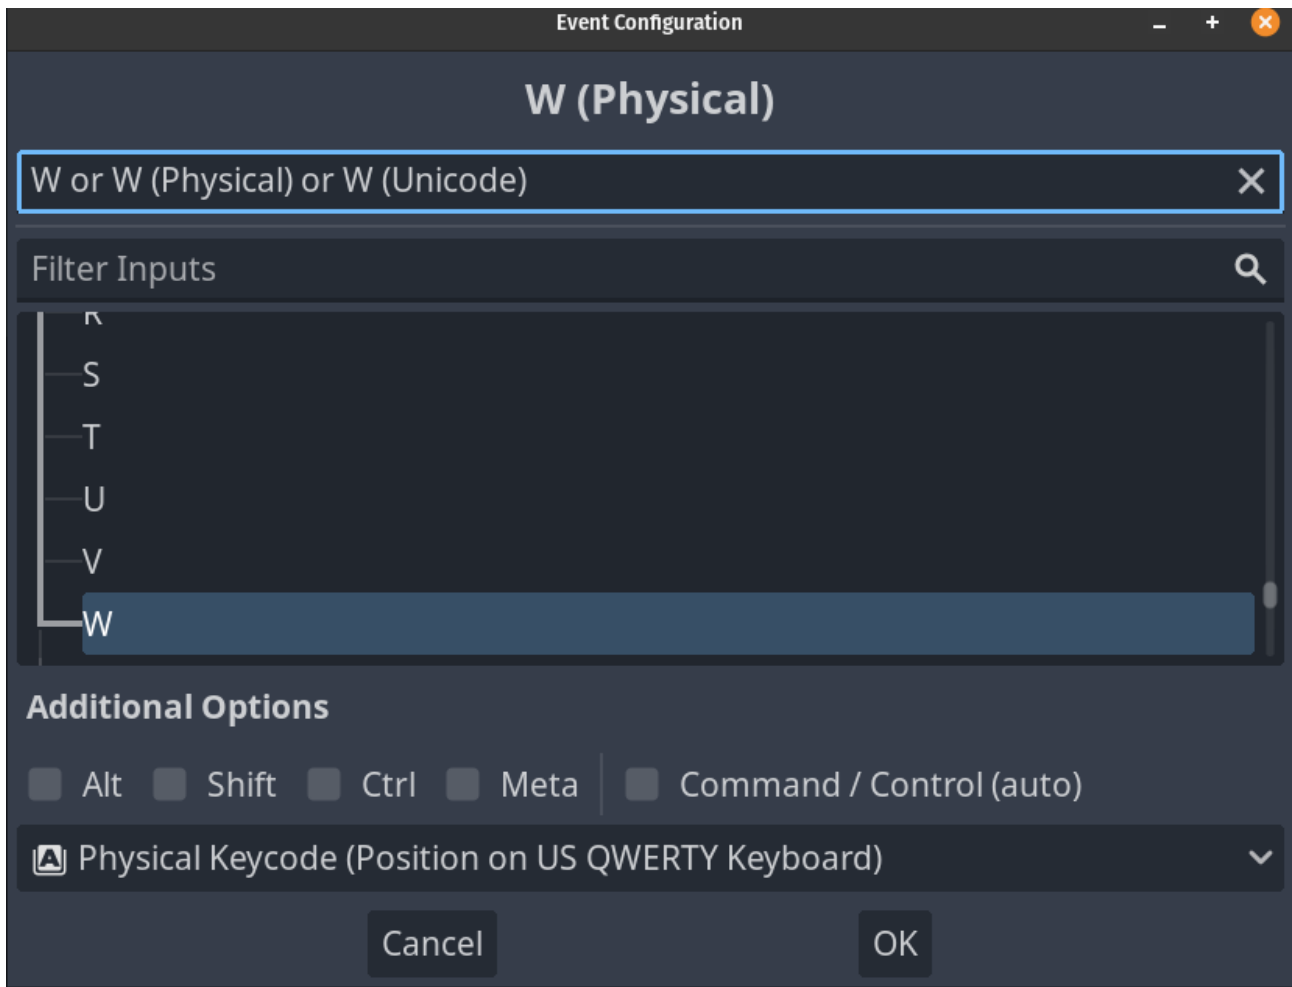 Event Configuration
W (Physical)
W or W (Physical) or W (Unicode)
Filter Inputs
R
S
T
U
V
W
Additional Options
Alt Shift Ctrl Meta Command / Control (auto)
Physical Keycode (Position on US QWERTY Keyboard)
Cancel OK